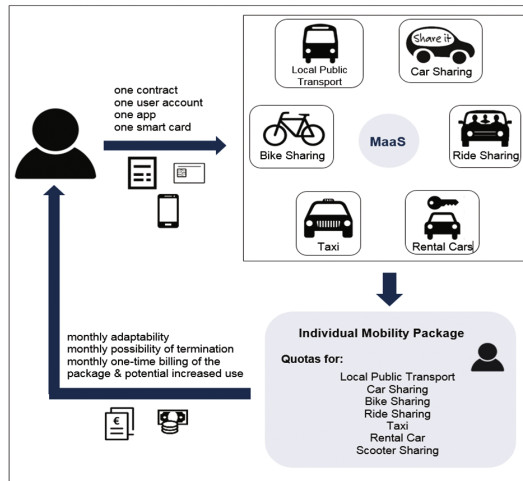 one contract
one user account
one app
one smart card
Local Public
Transport
Share it
Car Sharing
Bike Sharing
MaaS
Ride Sharing
Taxi
Rental Cars
Individual Mobility Package
Quotas for:
Local Public Transport
Car Sharing
Bike Sharing
Ride Sharing
Taxi
Rental Car
Scooter Sharing
monthly adaptability
monthly possibility of termination
monthly one-time billing of the
package & potential increased use
€